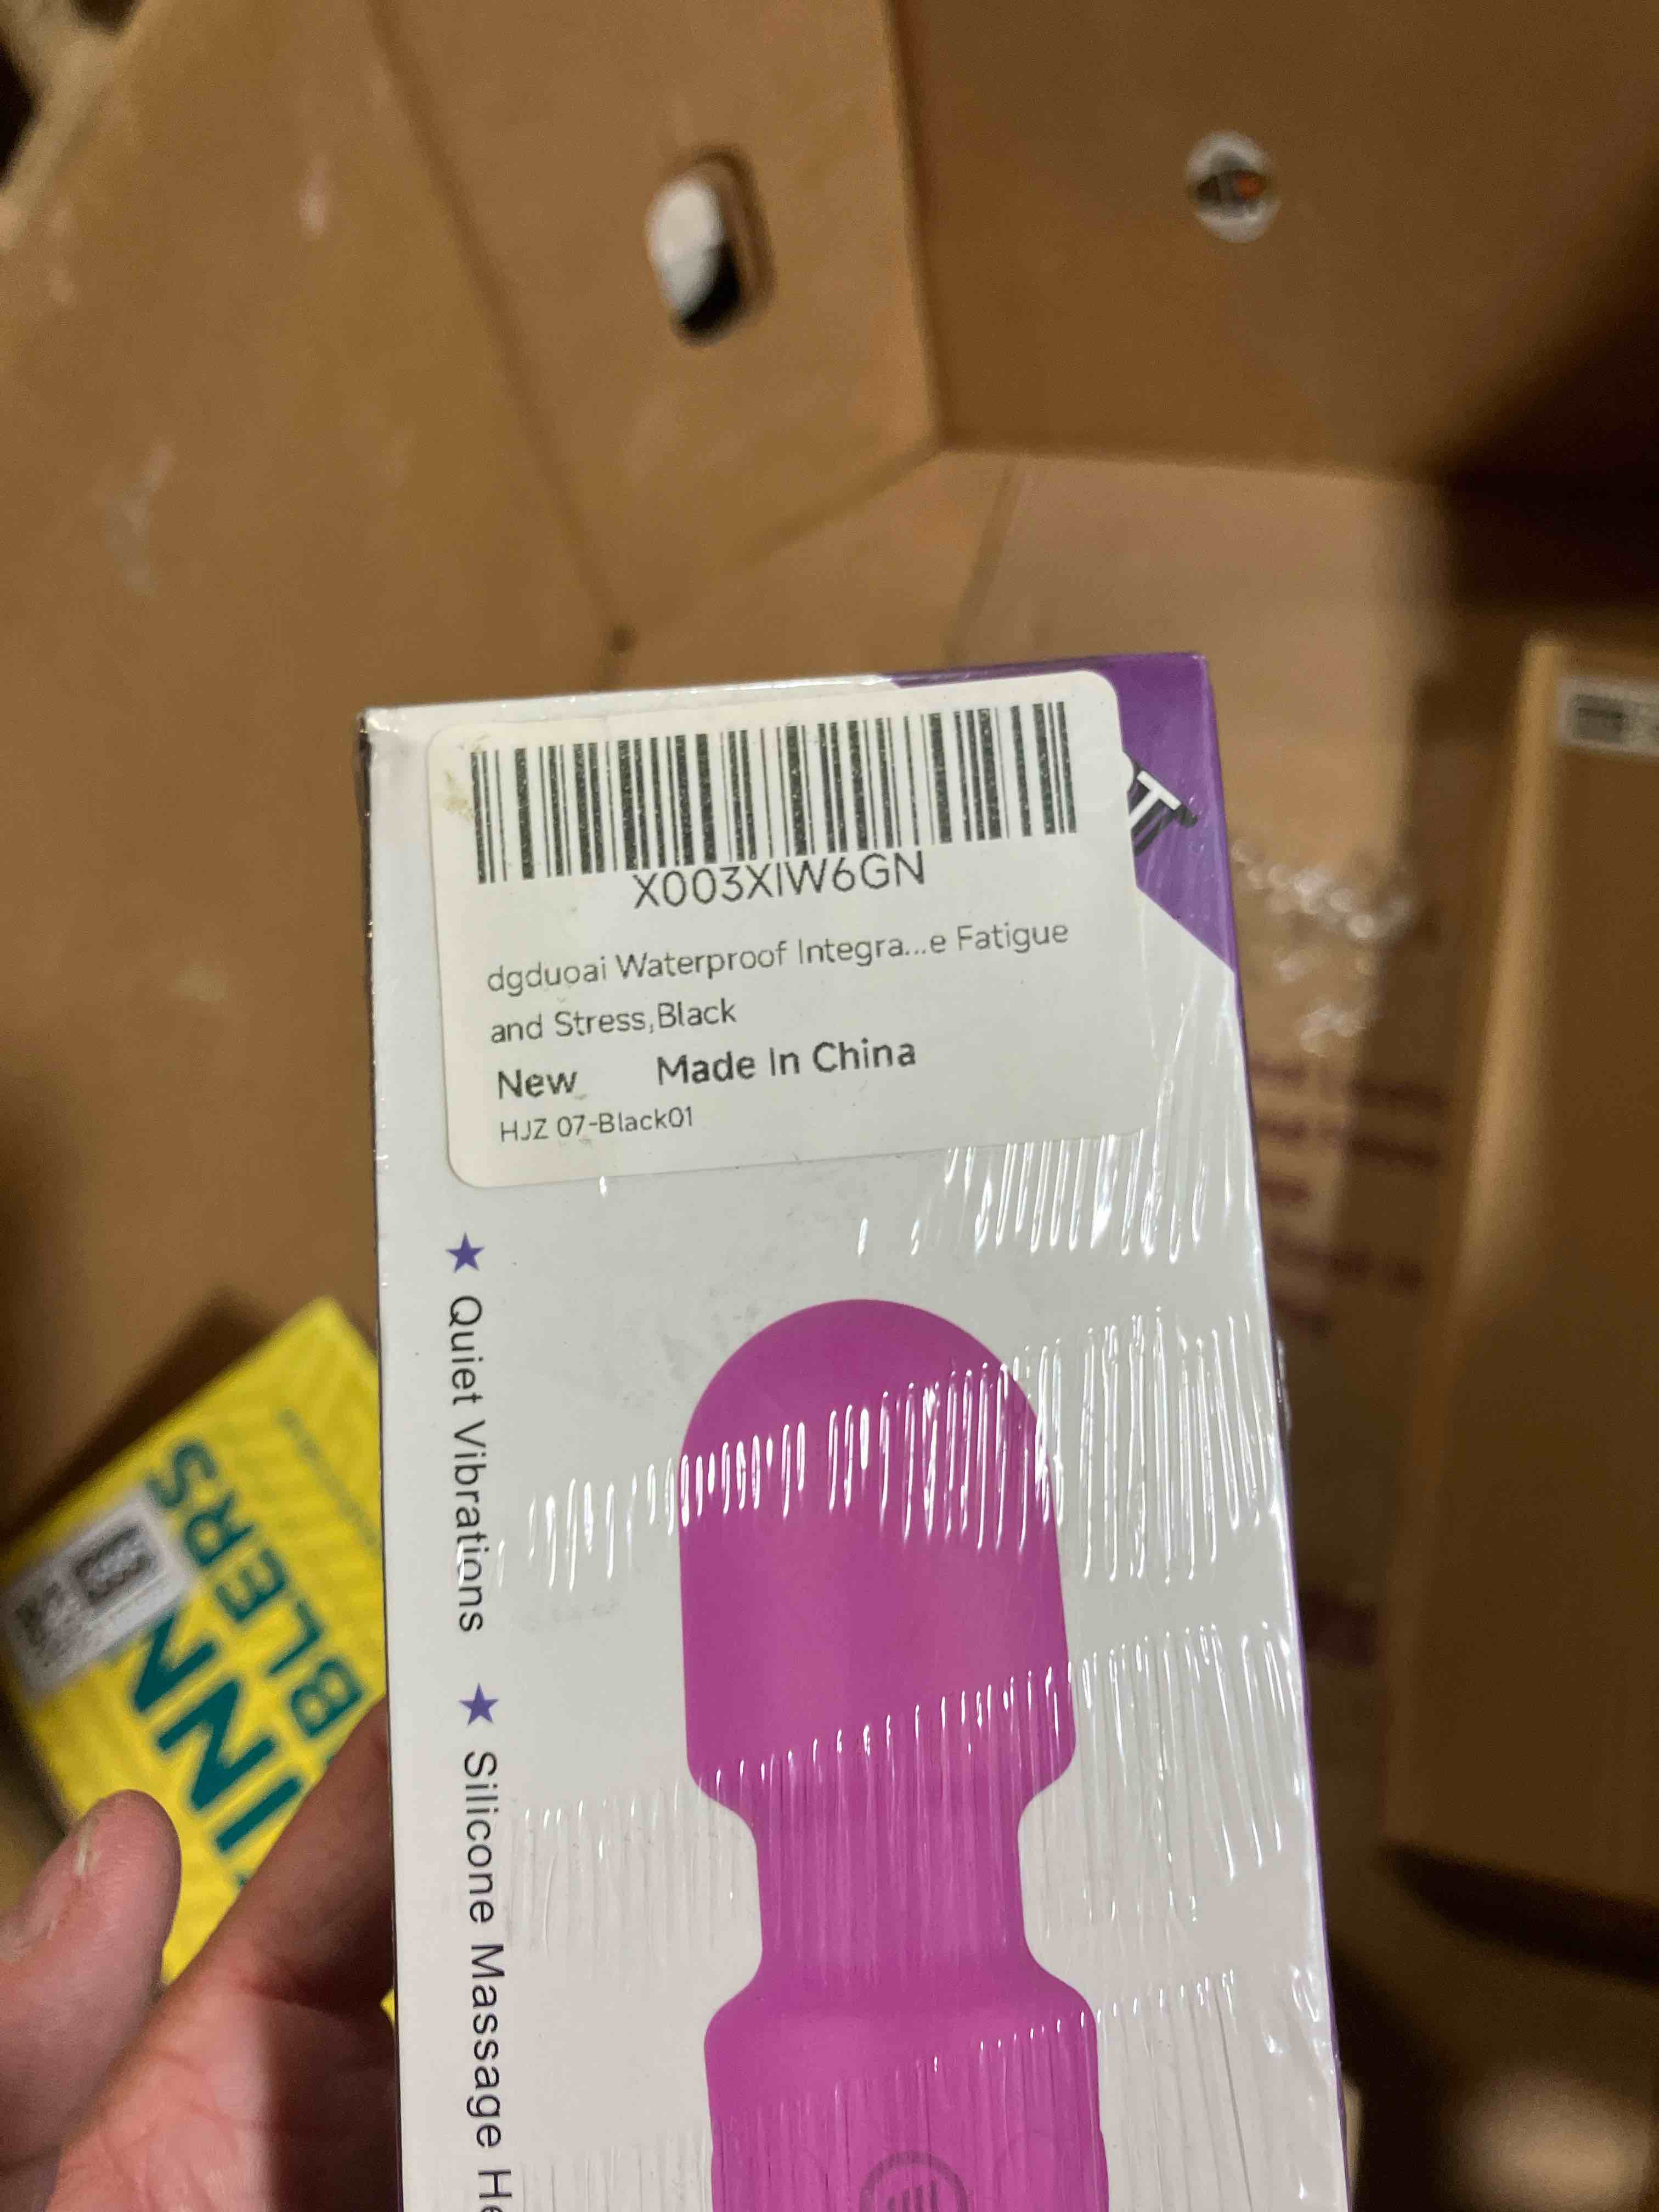 X003XIW6GN
dgduoai Waterproof Integra...e Fatigue
and Stress,Black
New Made In China
HJZ 07-Black01
★ Quiet Vibrations ★ Silicone Massage
BLERS